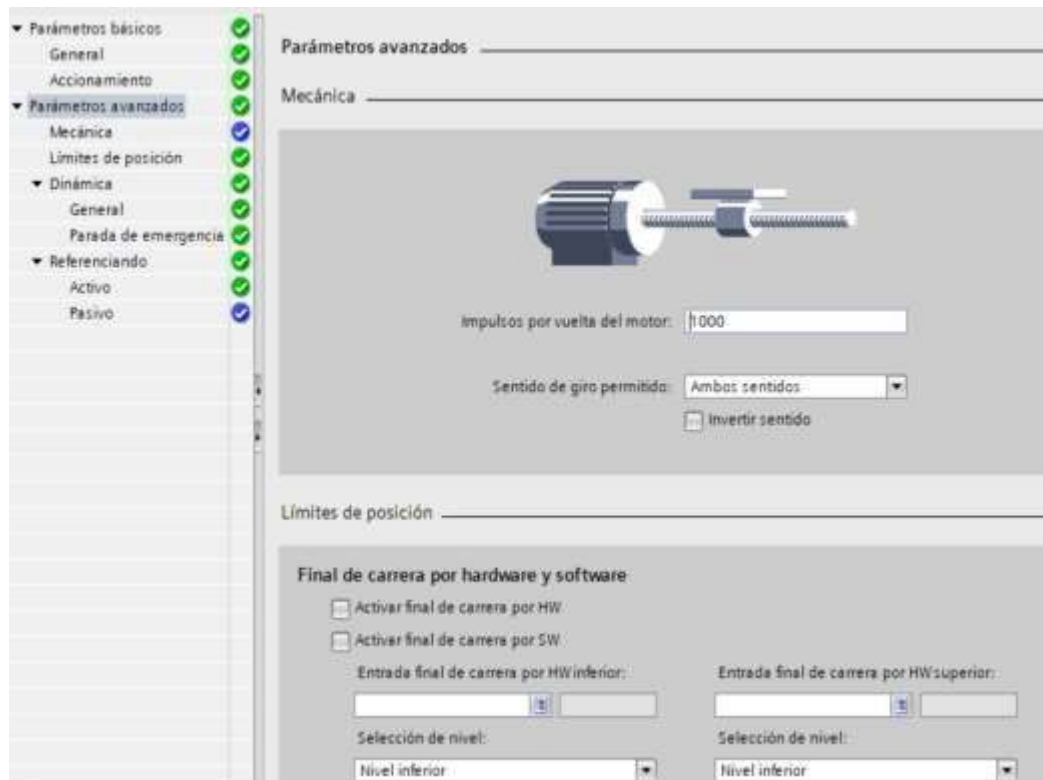 Parámetros básicos
General
Accionamiento
Parámetros avanzados
Mecánica
Límites de posición
Dinámica
General
Parada de emergencia
Referenciando
Activo
Pasivo
Parámetros avanzados
Mecánica
Impulsos por vuelta del motor:
1000
Sentido de giro permitido:
Ambos sentidos
Invertir sentido
Límites de posición
Final de carrera por hardware y software
Activar final de carrera por HW
Activar final de carrera por SW
Entrada final de carrera por HW inferior:
Entrada final de carrera por HW superior:
Selección de nivel:
Selección de nivel:
Nivel inferior
Nivel inferior